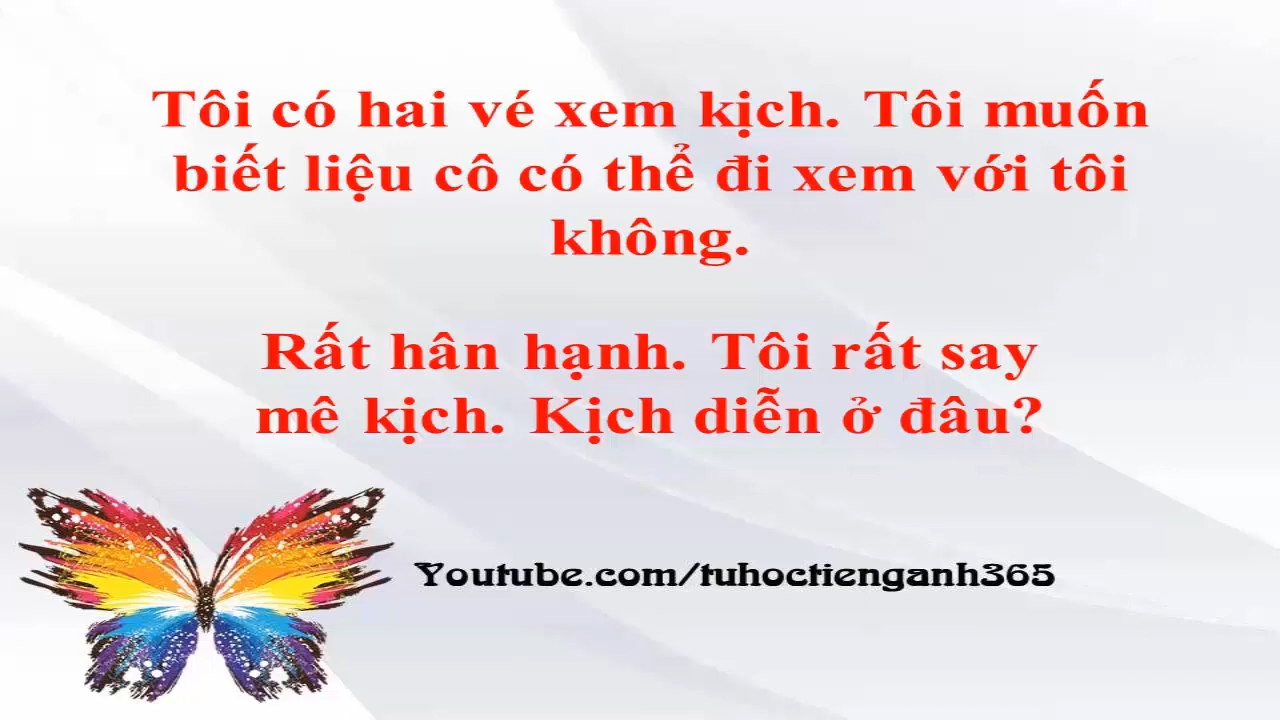 Tôi có hai vé xem kịch. Tôi muốn
biết liệu cô có thể đi xem với tôi
không.
Rất hân hạnh. Tôi rất say
mê kịch. Kịch diễn ở đâu?
Youtube.com/tuhoctienganh365